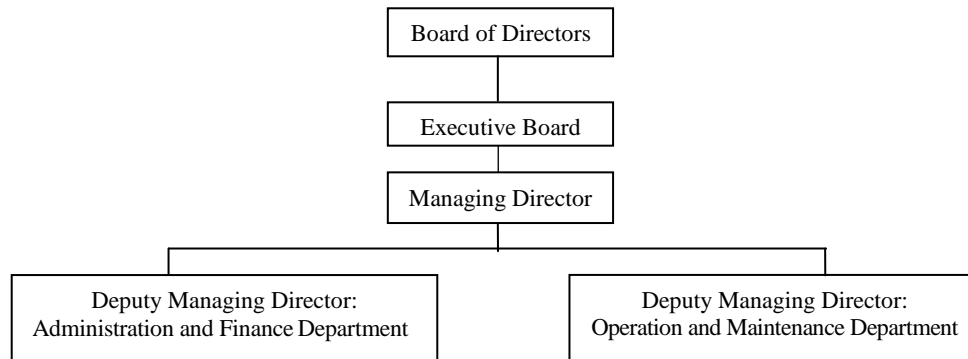 Board of Directors
Executive Board
Managing Director
Deputy Managing Director:
Administration and Finance Department
Deputy Managing Director:
Operation and Maintenance Department